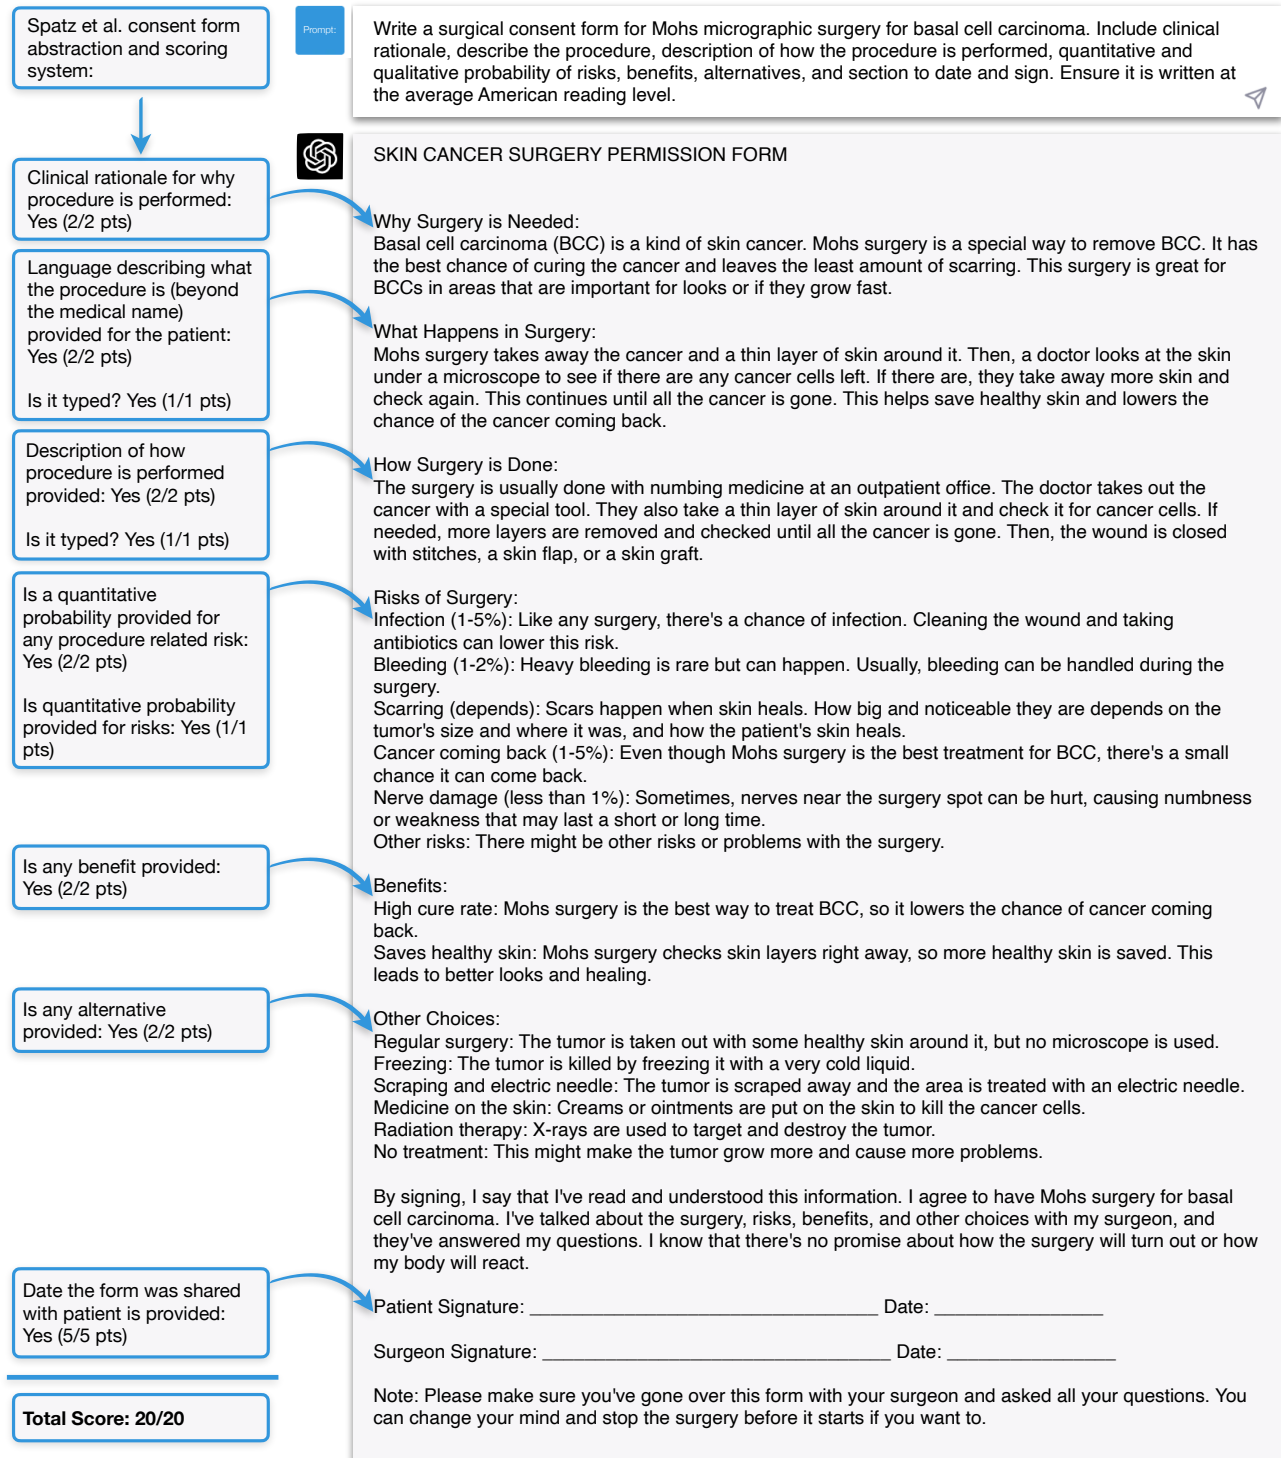 Spatz et al. consent form
abstraction and scoring
system:
Clinical rationale for why
procedure is performed:
Yes (2/2 pts)
Language describing what
the procedure is (beyond
the medical name)
provided for the patient:
Yes (2/2 pts)
Is it typed? Yes (1/1 pts)
Description of how
procedure is performed
provided: Yes (2/2 pts)
Is it typed? Yes (1/1 pts)
Is a quantitative
probability provided for
any procedure related risk:
Yes (2/2 pts)
Is quantitative probability
provided for risks: Yes (1/1
pts)
Is any benefit provided:
Yes (2/2 pts)
Is any alternative
provided: Yes (2/2 pts)
Date the form was shared
with patient is provided:
Yes (5/5 pts)
Total Score: 20/20
Prompt:
Write a surgical consent form for Mohs micrographic surgery for basal cell carcinoma. Include clinical
rationale, describe the procedure, description of how the procedure is performed, quantitative and
qualitative probability of risks, benefits, alternatives, and section to date and sign. Ensure it is written at
the average American reading level.
SKIN CANCER SURGERY PERMISSION FORM
Why Surgery is Needed:
Basal cell carcinoma (BCC) is a kind of skin cancer. Mohs surgery is a special way to remove BCC. It has
the best chance of curing the cancer and leaves the least amount of scarring. This surgery is great for
BCCs in areas that are important for looks or if they grow fast.
What Happens in Surgery:
Mohs surgery takes away the cancer and a thin layer of skin around it. Then, a doctor looks at the skin
under a microscope to see if there are any cancer cells left. If there are, they take away more skin and
check again. This continues until all the cancer is gone. This helps save healthy skin and lowers the
chance of the cancer coming back.
How Surgery is Done:
The surgery is usually done with numbing medicine at an outpatient office. The doctor takes out the
cancer with a special tool. They also take a thin layer of skin around it and check it for cancer cells. If
needed, more layers are removed and checked until all the cancer is gone. Then, the wound is closed
with stitches, a skin flap, or a skin graft.
Risks of Surgery:
Infection (1-5%): Like any surgery, there's a chance of infection. Cleaning the wound and taking
antibiotics can lower this risk.
Bleeding (1-2%): Heavy bleeding is rare but can happen. Usually, bleeding can be handled during the
surgery.
Scarring (depends): Scars happen when skin heals. How big and noticeable they are depends on the
tumor's size and where it was, and how the patient's skin heals.
Cancer coming back (1-5%): Even though Mohs surgery is the best treatment for BCC, there's a small
chance it can come back.
Nerve damage (less than 1%): Sometimes, nerves near the surgery spot can be hurt, causing numbness
or weakness that may last a short or long time.
Other risks: There might be other risks or problems with the surgery.
Benefits:
High cure rate: Mohs surgery is the best way to treat BCC, so it lowers the chance of cancer coming
back.
Saves healthy skin: Mohs surgery checks skin layers right away, so more healthy skin is saved. This
leads to better looks and healing.
Other Choices:
Regular surgery: The tumor is taken out with some healthy skin around it, but no microscope is used.
Freezing: The tumor is killed by freezing it with a very cold liquid.
Scraping and electric needle: The tumor is scraped away and the area is treated with an electric needle.
Medicine on the skin: Creams or ointments are put on the skin to kill the cancer cells.
Radiation therapy: X-rays are used to target and destroy the tumor.
No treatment: This might make the tumor grow more and cause more problems.
By signing, I say that I've read and understood this information. I agree to have Mohs surgery for basal
cell carcinoma. I've talked about the surgery, risks, benefits, and other choices with my surgeon, and
they've answered my questions. I know that there's no promise about how the surgery will turn out or how
my body will react.
Patient Signature: _________________________________ Date: ________________
Surgeon Signature: _________________________________ Date: ________________
Note: Please make sure you've gone over this form with your surgeon and asked all your questions. You
can change your mind and stop the surgery before it starts if you want to.